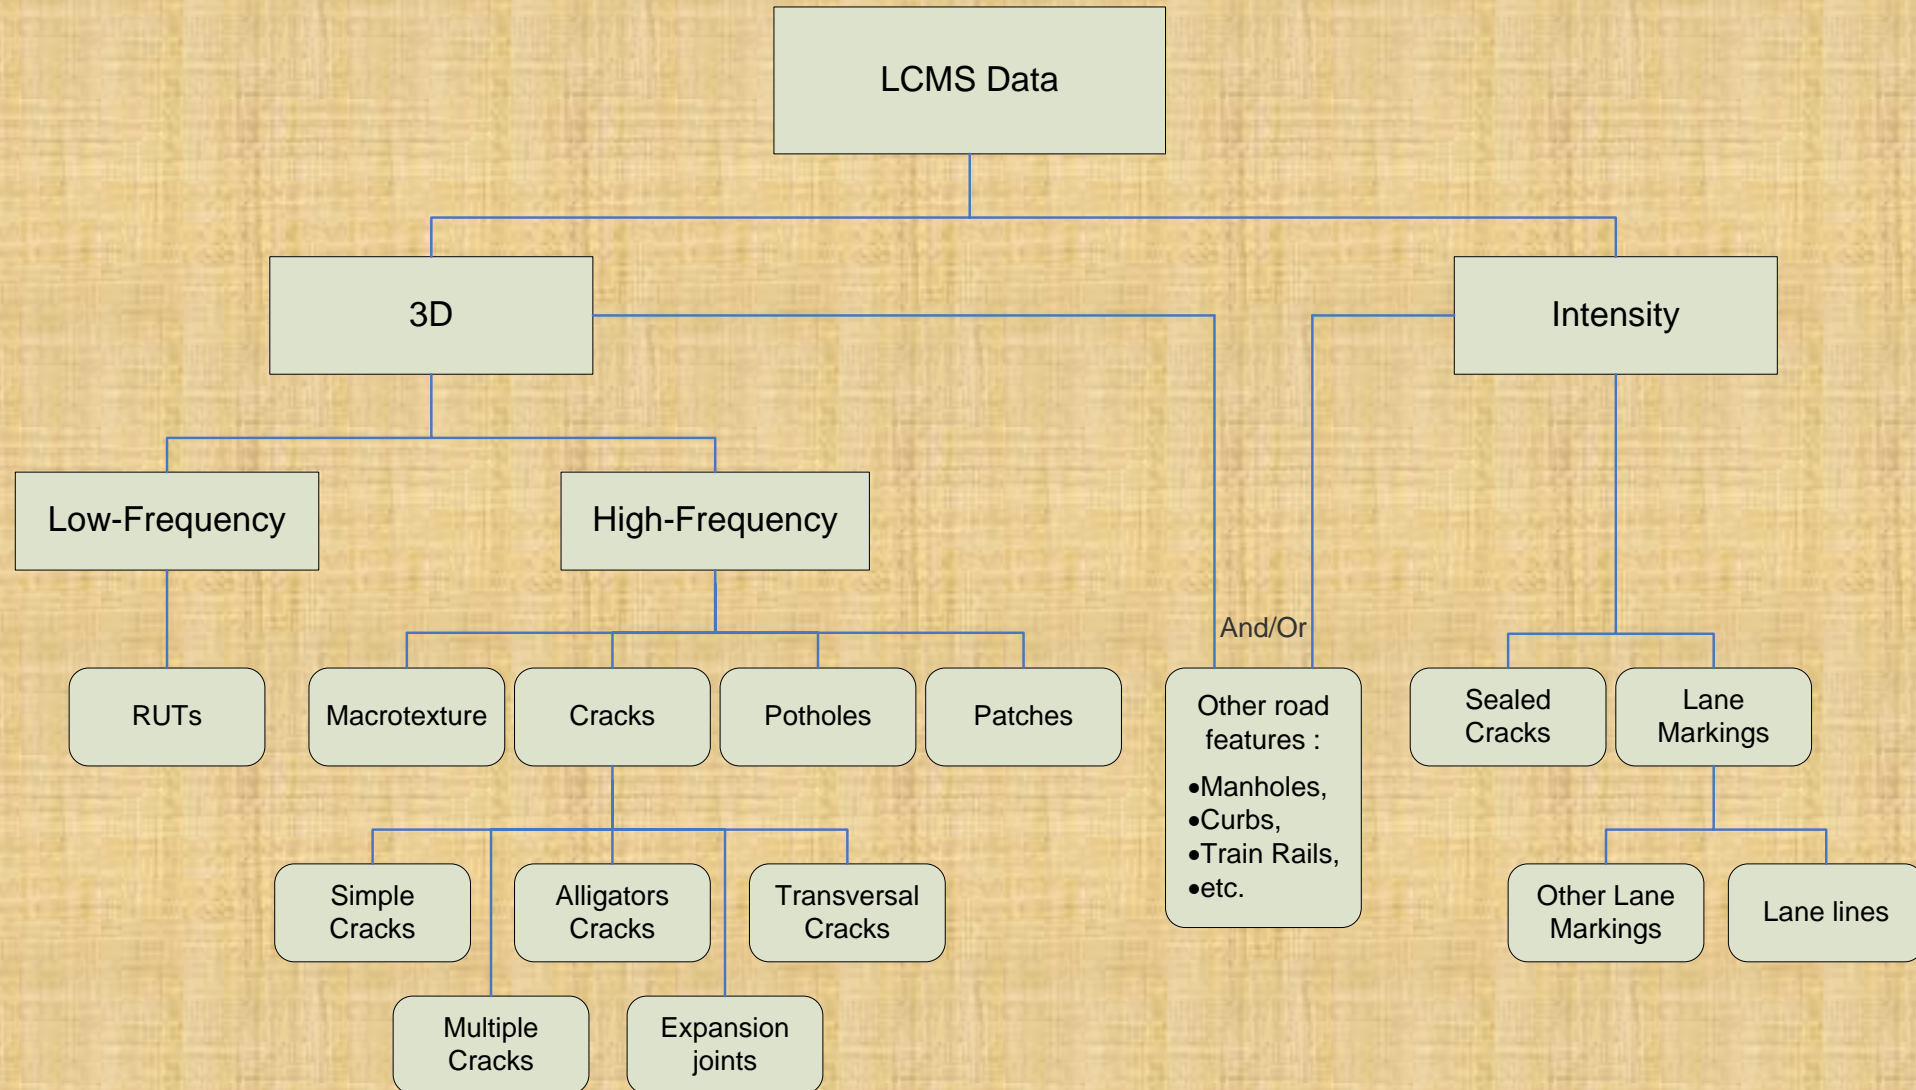 LCMS Data
3D
Intensity
Low-Frequency
High-Frequency
And/Or
RUTs
Macrotexture
Cracks
Potholes
Patches
Other road
features :
•Manholes,
•Curbs,
•Train Rails,
•etc.
Sealed
Cracks
Lane
Markings
Simple
Cracks
Alligators
Cracks
Transversal
Cracks
Other Lane
Markings
Lane lines
Multiple
Cracks
Expansion
joints